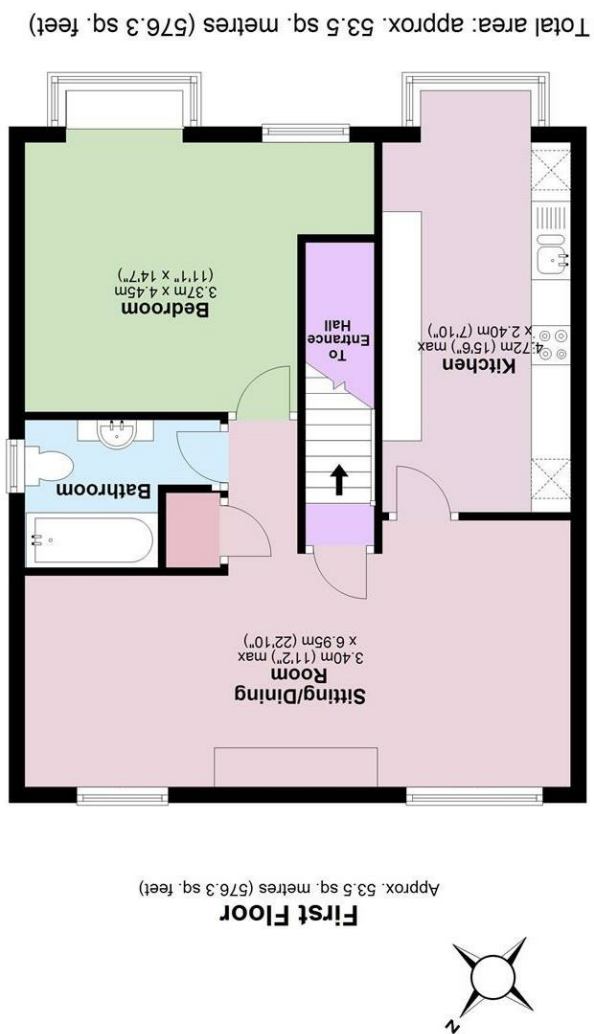 N
First Floor
Approx. 53.5 sq. metres (576.3 sq. feet)
Sitting/Dining
Room
3.40m (11'2") max
x 6.95m (22'10")
Bathroom
Kitchen
4.72m (15'6") max
x 2.40m (7'10")
To
Entrance
Hall
Bedroom
3.37m x 4.45m
(11'1" x 14'7")
Total area: approx. 53.5 sq. metres (576.3 sq. feet)